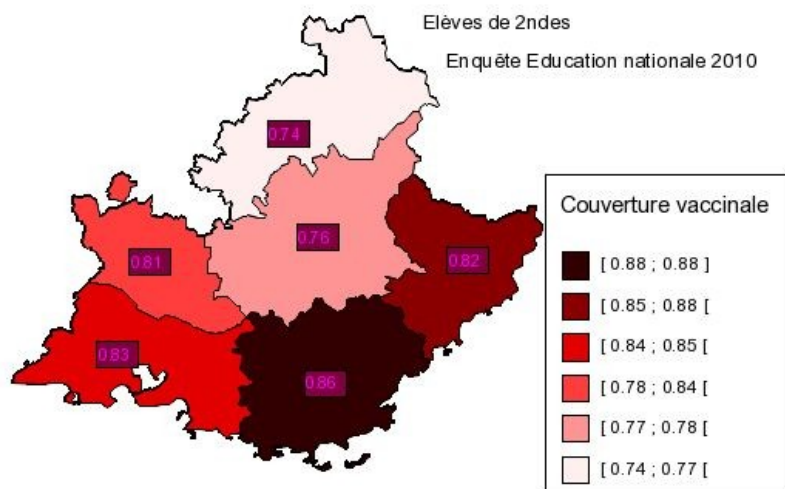 Elèves de 2ndes
Enquête Education nationale 2010
0.74
0.76
0.81
0.82
0.83
0.86
Couverture vaccinale
[ 0.88 ; 0.88 ]
[ 0.85 ; 0.88 [
[ 0.84 ; 0.85 [
[ 0.78 ; 0.84 [
[ 0.77 ; 0.78 [
[ 0.74 ; 0.77 [